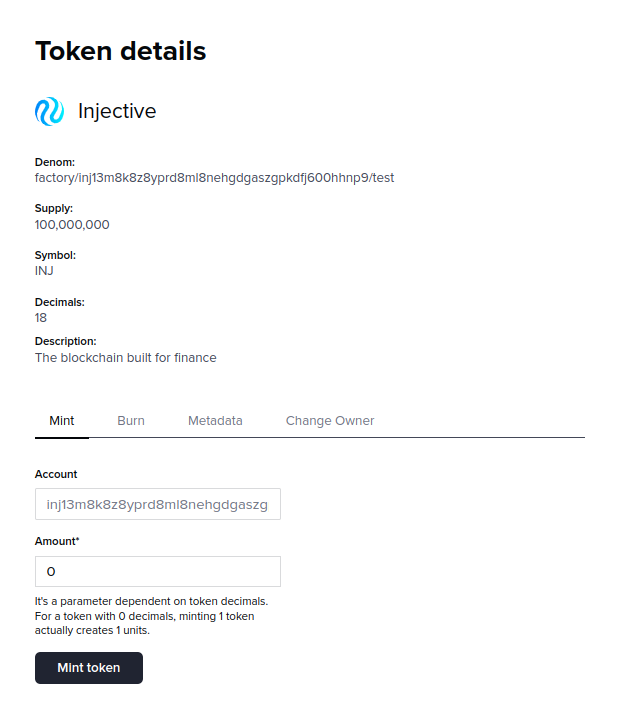 Token details
Injective
Denom:
factory/inj13m8k8z8yprd8ml8nehgdgaszgpkdfj600hhnp9/test
Supply:
100,000,000
Symbol:
INJ
Decimals:
18
Description:
The blockchain built for finance
Mint Burn Metadata Change Owner
Account
inj13m8k8z8yprd8ml8nehgdgaszg
Amount*
0
It's a parameter dependent on token decimals.
For a token with 0 decimals, minting 1 token
actually creates 1 units.
Mint token